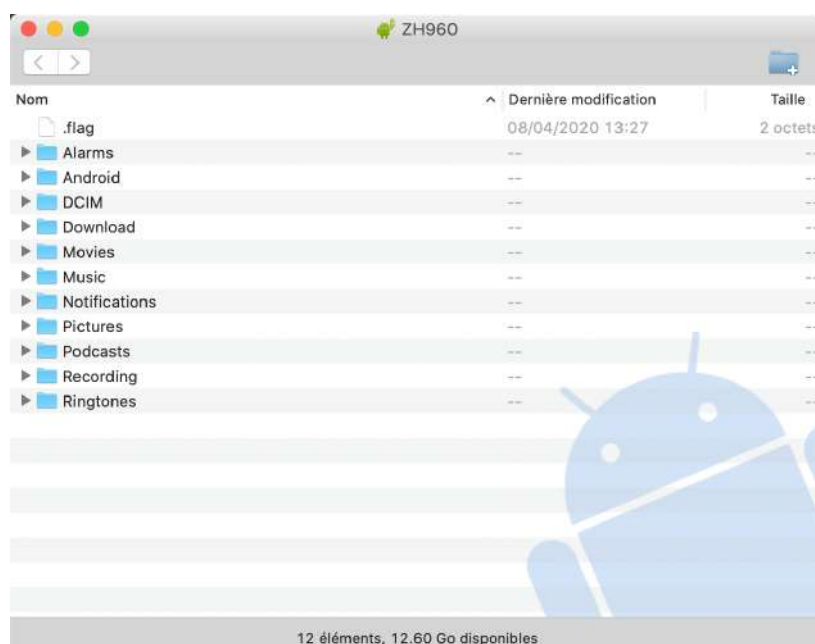 ZH960
Nom Dernière modification Taille
.flag 08/04/2020 13:27 2 octets
Alarms -- --
Android -- --
DCIM -- --
Download -- --
Movies -- --
Music -- --
Notifications -- --
Pictures -- --
Podcasts -- --
Recording -- --
Ringtones -- --
12 éléments, 12.60 Go disponibles